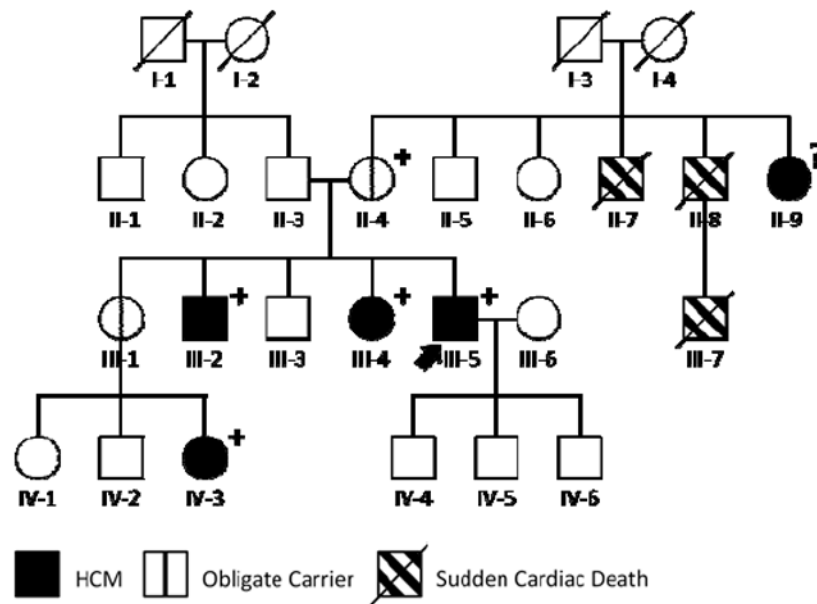 I-1 I-2 I-3 I-4
+ ?
II-1 II-2 II-3 II-4 II-5 II-6 II-7 II-8 II-9
+ + +
III-1 III-2 III-3 III-4 III-5 III-6 III-7
+
IV-1 IV-2 IV-3 IV-4 IV-5 IV-6
HCM Obligate Carrier Sudden Cardiac Death